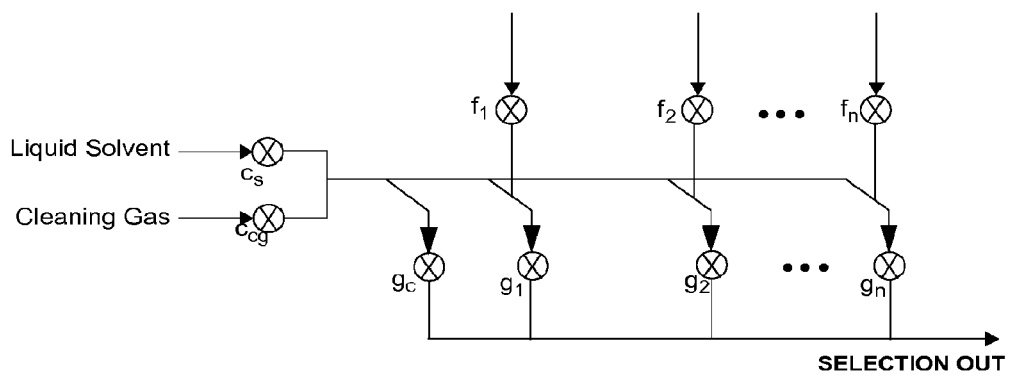 f1
f2
•••
fn
Liquid Solvent
cs
Cleaning Gas
ccg
gc
g1
g2
•••
gn
SELECTION OUT